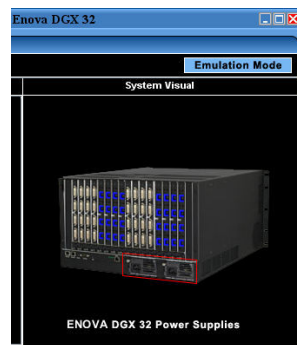 Enova DGX 32
Emulation Mode
System Visual
ENOVA DGX 32 Power Supplies